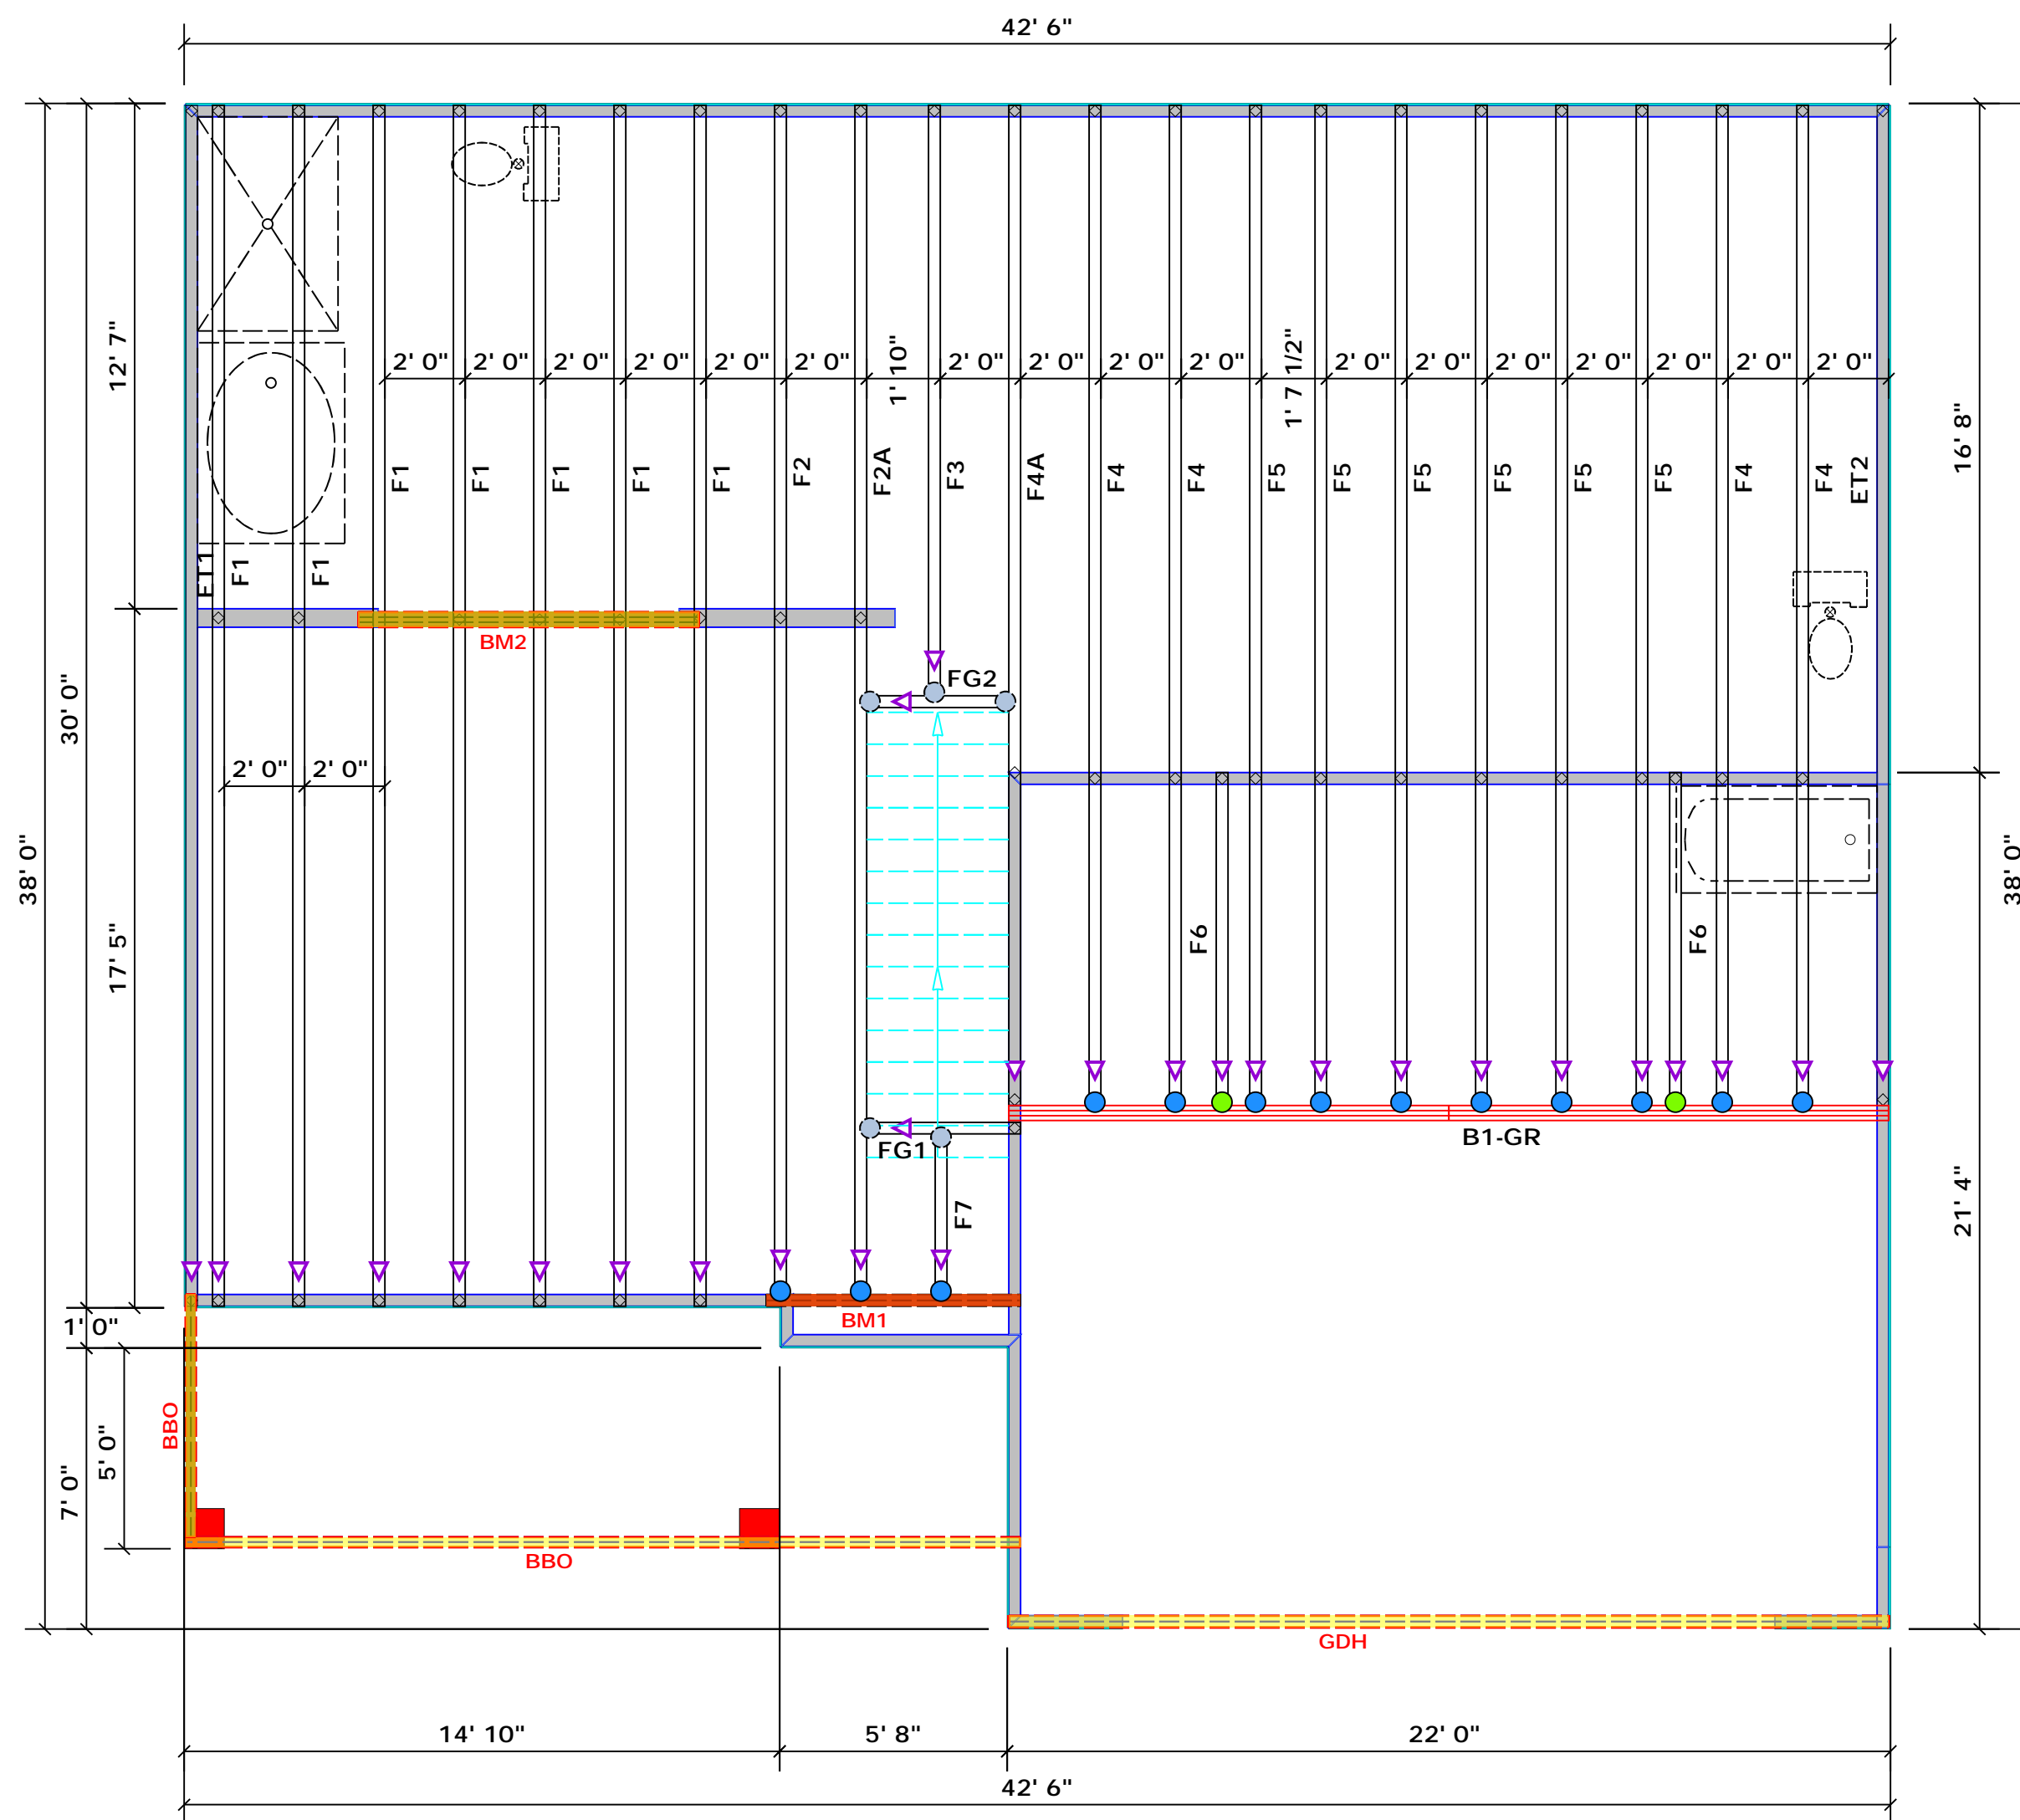 42' 6"
12' 7"
16' 8"
2' 0"
2' 0"
2' 0"
2' 0"
2' 0"
2' 0"
1' 10"
2' 0"
2' 0"
2' 0"
2' 0"
1' 7 1/2"
2' 0"
2' 0"
2' 0"
2' 0"
2' 0"
2' 0"
2' 0"
F1
F1
F1
F1
F1
F2
F2A
F3
F4A
F4
F4
F5
F5
F5
F5
F5
F5
F4
F4
ET2
ET1
F1
F1
BM2
FG2
30' 0"
2' 0"
2' 0"
38' 0"
38' 0"
17' 5"
F6
F6
FG1
B1-GR
F7
21' 4"
1' 0"
BM1
BBO
5' 0"
7' 0"
BBO
GDH
14' 10"
5' 8"
22' 0"
42' 6"